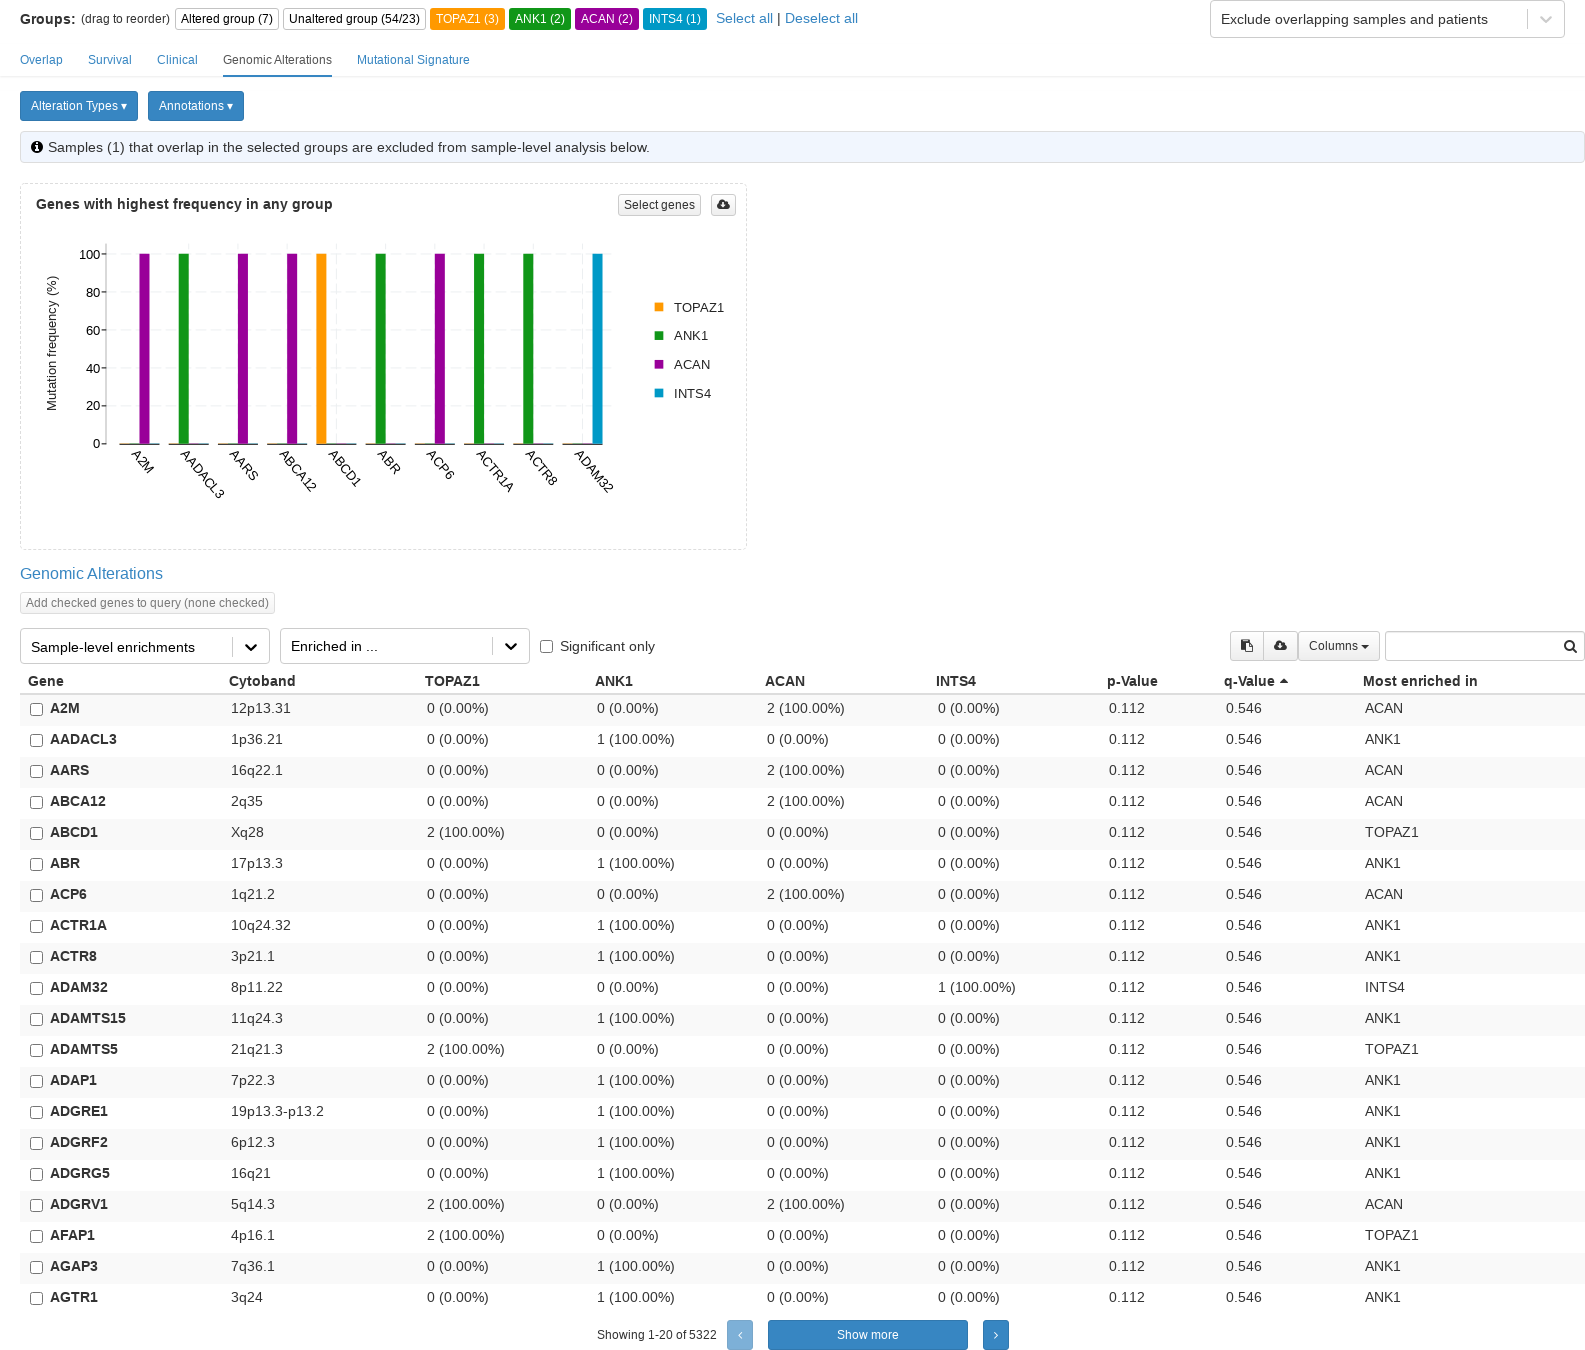 Groups: (drag to reorder) Altered group (7) Unaltered group (54/23) TOPAZ1 (3) ANK1 (2) ACAN (2) INTS4 (1) Select all | Deselect all Exclude overlapping samples and patients
Overlap Survival Clinical Genomic Alterations Mutational Signature
Alteration Types ▾ Annotations ▾
Samples (1) that overlap in the selected groups are excluded from sample-level analysis below.
Genes with highest frequency in any group Select genes
Mutation frequency (%)
100
80
60
40
20
0
A2M AADACL3 AARS ABCA12 ABCD1 ABR ACP6 ACTR1A ACTR8 ADAM32
TOPAZ1
ANK1
ACAN
INTS4
Genomic Alterations
Add checked genes to query (none checked)
Sample-level enrichments Enriched in ... Significant only Columns
Gene Cytoband TOPAZ1 ANK1 ACAN INTS4 p-Value q-Value Most enriched in
A2M 12p13.31 0 (0.00%) 0 (0.00%) 2 (100.00%) 0 (0.00%) 0.112 0.546 ACAN
AADACL3 1p36.21 0 (0.00%) 1 (100.00%) 0 (0.00%) 0 (0.00%) 0.112 0.546 ANK1
AARS 16q22.1 0 (0.00%) 0 (0.00%) 2 (100.00%) 0 (0.00%) 0.112 0.546 ACAN
ABCA12 2q35 0 (0.00%) 0 (0.00%) 2 (100.00%) 0 (0.00%) 0.112 0.546 ACAN
ABCD1 Xq28 2 (100.00%) 0 (0.00%) 0 (0.00%) 0 (0.00%) 0.112 0.546 TOPAZ1
ABR 17p13.3 0 (0.00%) 1 (100.00%) 0 (0.00%) 0 (0.00%) 0.112 0.546 ANK1
ACP6 1q21.2 0 (0.00%) 0 (0.00%) 2 (100.00%) 0 (0.00%) 0.112 0.546 ACAN
ACTR1A 10q24.32 0 (0.00%) 1 (100.00%) 0 (0.00%) 0 (0.00%) 0.112 0.546 ANK1
ACTR8 3p21.1 0 (0.00%) 1 (100.00%) 0 (0.00%) 0 (0.00%) 0.112 0.546 ANK1
ADAM32 8p11.22 0 (0.00%) 0 (0.00%) 0 (0.00%) 1 (100.00%) 0.112 0.546 INTS4
ADAMTS15 11q24.3 0 (0.00%) 1 (100.00%) 0 (0.00%) 0 (0.00%) 0.112 0.546 ANK1
ADAMTS5 21q21.3 2 (100.00%) 0 (0.00%) 0 (0.00%) 0 (0.00%) 0.112 0.546 TOPAZ1
ADAP1 7p22.3 0 (0.00%) 1 (100.00%) 0 (0.00%) 0 (0.00%) 0.112 0.546 ANK1
ADGRE1 19p13.3-p13.2 0 (0.00%) 1 (100.00%) 0 (0.00%) 0 (0.00%) 0.112 0.546 ANK1
ADGRF2 6p12.3 0 (0.00%) 1 (100.00%) 0 (0.00%) 0 (0.00%) 0.112 0.546 ANK1
ADGRG5 16q21 0 (0.00%) 1 (100.00%) 0 (0.00%) 0 (0.00%) 0.112 0.546 ANK1
ADGRV1 5q14.3 2 (100.00%) 0 (0.00%) 2 (100.00%) 0 (0.00%) 0.112 0.546 ACAN
AFAP1 4p16.1 2 (100.00%) 0 (0.00%) 0 (0.00%) 0 (0.00%) 0.112 0.546 TOPAZ1
AGAP3 7q36.1 0 (0.00%) 1 (100.00%) 0 (0.00%) 0 (0.00%) 0.112 0.546 ANK1
AGTR1 3q24 0 (0.00%) 1 (100.00%) 0 (0.00%) 0 (0.00%) 0.112 0.546 ANK1
Showing 1-20 of 5322 ‹ Show more ›